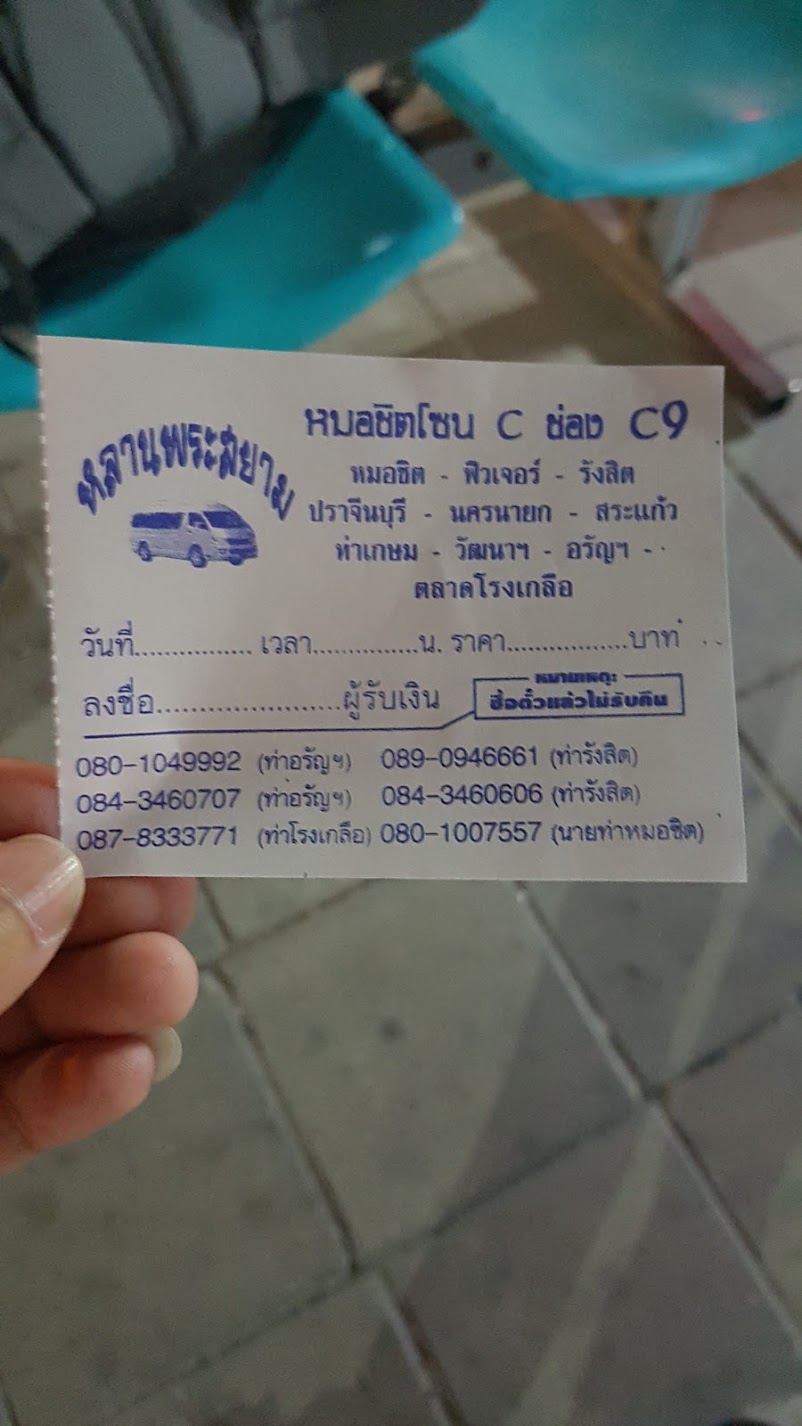 หลานพระสยาม
หมอชิตโซน C ช่อง C9
หมอชิต - ฟิวเจอร์ - รังสิต
ปราจีนบุรี - นครนายก - สระแก้ว
ท่าเกษม - วัฒนาฯ - อรัญฯ -
ตลาดโรงเกลือ
วันที่................ เวลา..............น. ราคา.................บาท
ลงชื่อ......................ผู้รับเงิน
หมายเหตุ:
ซื้อตั๋วแล้วไม่รับคืน
080-1049992 (ท่าอรัญฯ) 089-0946661 (ท่ารังสิต)
084-3460707 (ท่าอรัญฯ) 084-3460606 (ท่ารังสิต)
087-8333771 (ท่าโรงเกลือ) 080-1007557 (นายท่าหมอชิต)